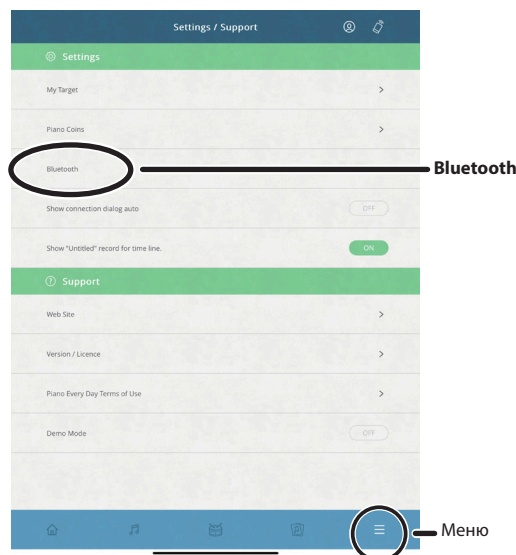 Settings / Support
Settings
My Target
Piano Coins
Bluetooth
Bluetooth
Show connection dialog auto
OFF
Show "Untitled" record for time line.
ON
Support
Web Site
Version / Licence
Piano Every Day Terms of Use
Demo Mode
OFF
Меню